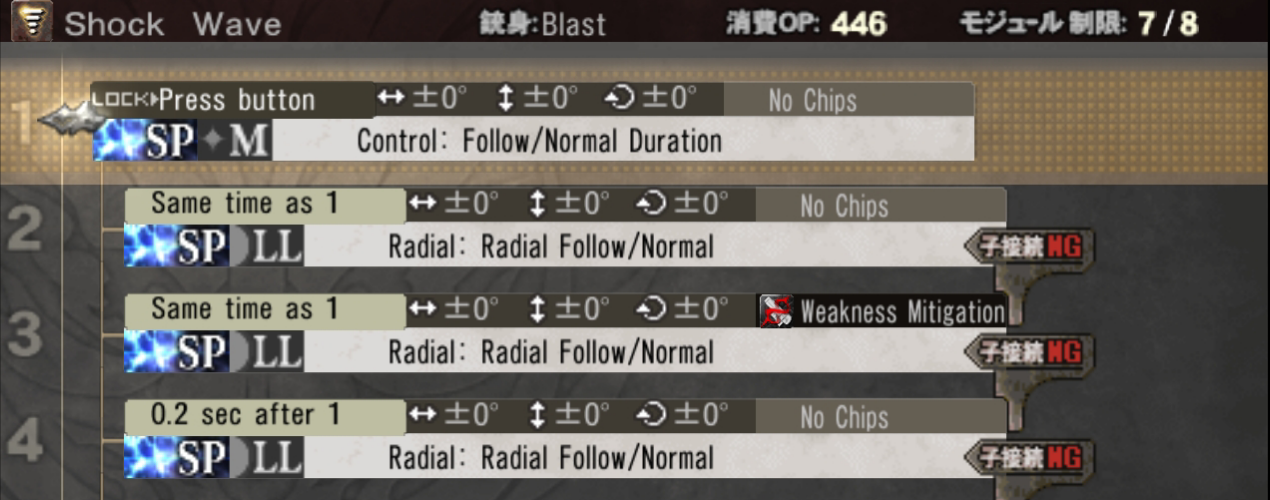 Shock Wave 銃身:Blast 消費OP: 446 モジュール制限: 7/8
1 LOCK Press button ↔±0° ↕±0° ±0° No Chips
SP M Control: Follow/Normal Duration
2 Same time as 1 ↔±0° ↕±0° ±0° No Chips
SP LL Radial: Radial Follow/Normal 子接続NG
3 Same time as 1 ↔±0° ↕±0° ±0° Weakness Mitigation
SP LL Radial: Radial Follow/Normal 子接続NG
4 0.2 sec after 1 ↔±0° ↕±0° ±0° No Chips
SP LL Radial: Radial Follow/Normal 子接続NG